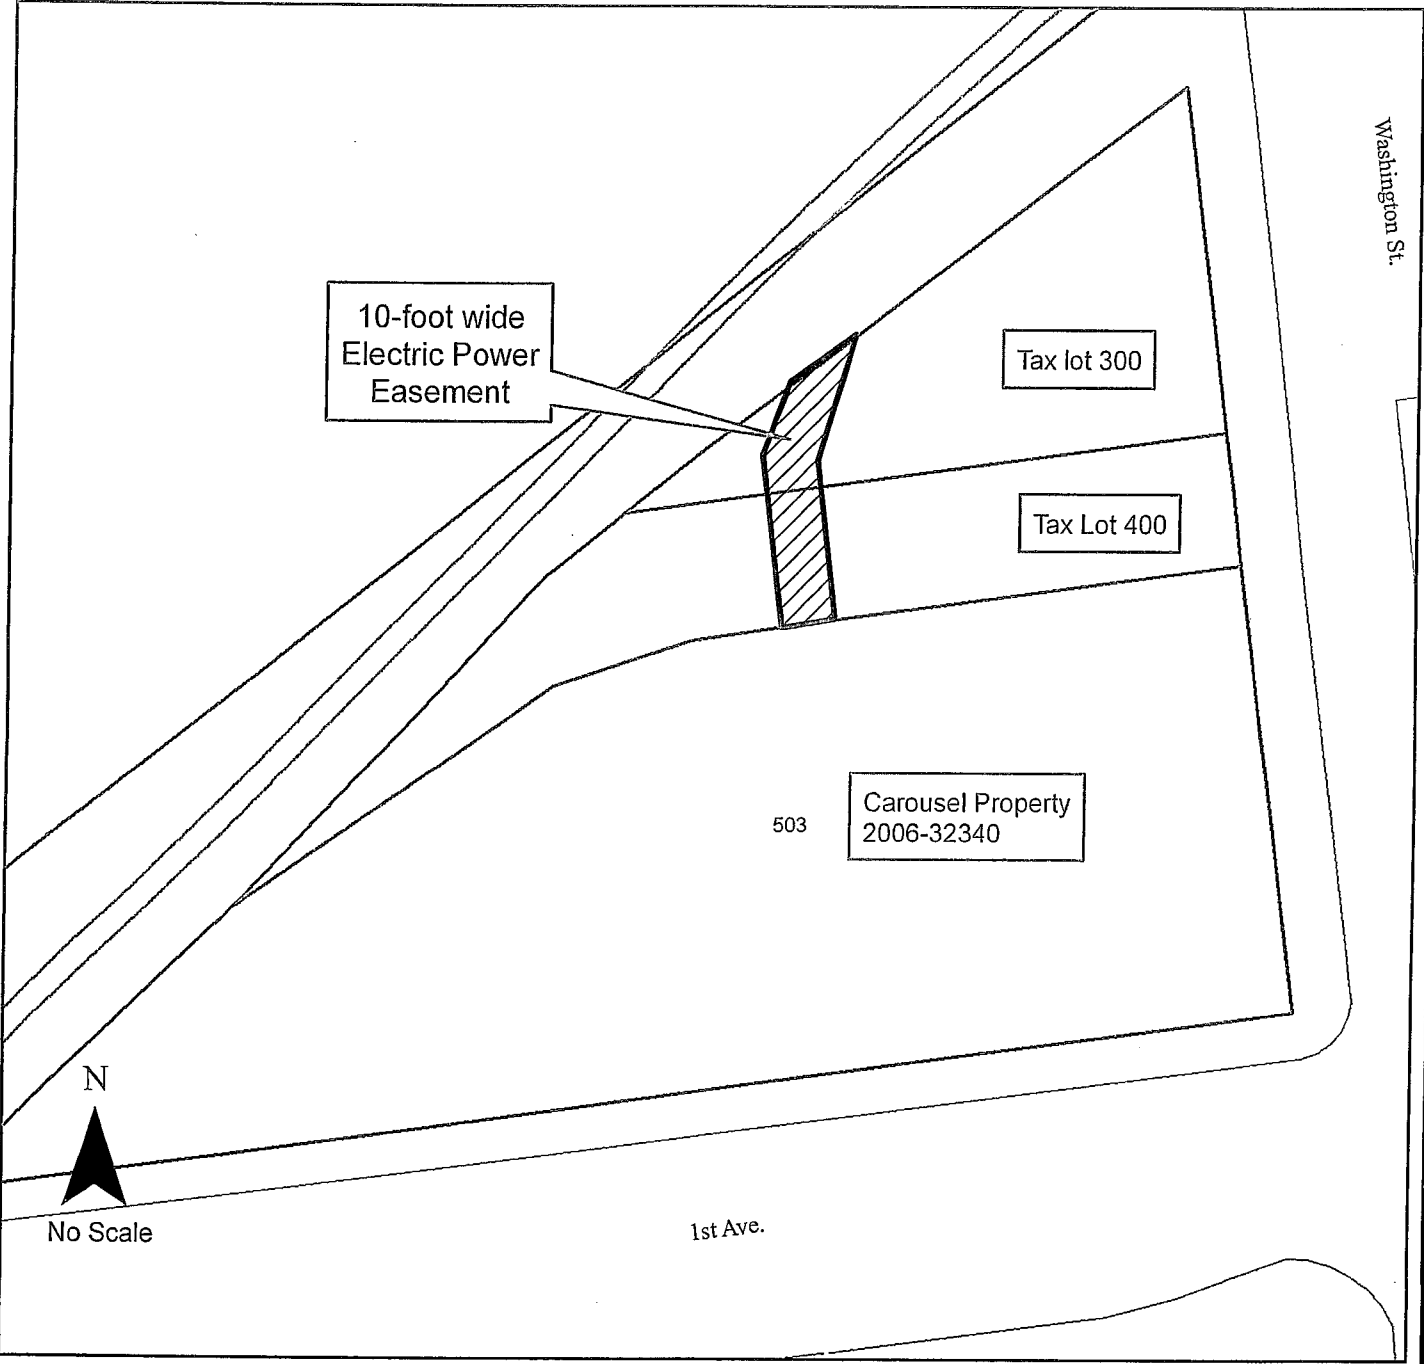 Washington St.
10-foot wide
Electric Power
Easement
Tax lot 300
Tax Lot 400
Carousel Property
2006-32340
503
N
No Scale
1st Ave.